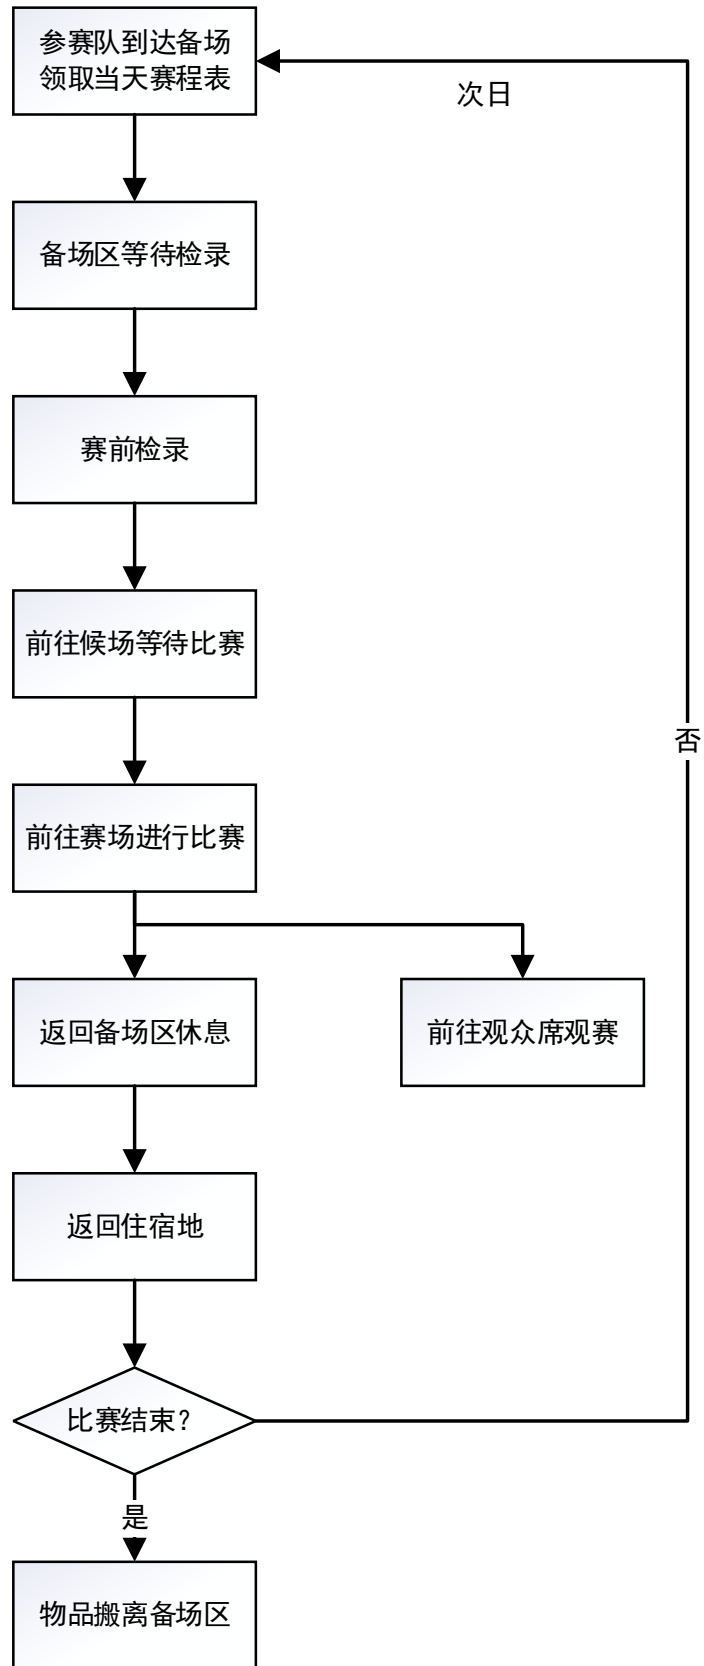 参赛队到达备场
领取当天赛程表
次日
备场区等待检录
赛前检录
前往候场等待比赛
否
前往赛场进行比赛
返回备场区休息
前往观众席观赛
返回住宿地
比赛结束？
是
物品搬离备场区